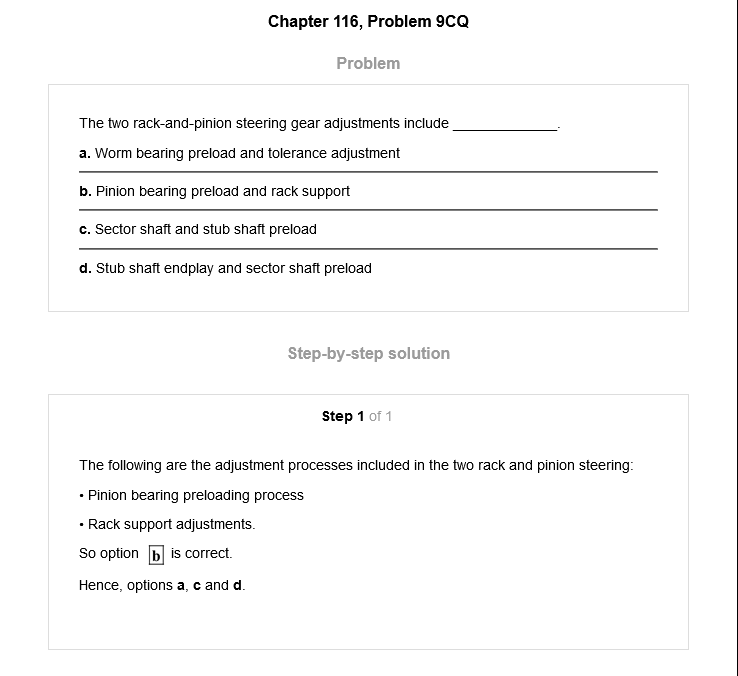 Chapter 116, Problem 9CQ
Problem
The two rack-and-pinion steering gear adjustments include ______________.
a. Worm bearing preload and tolerance adjustment
b. Pinion bearing preload and rack support
c. Sector shaft and stub shaft preload
d. Stub shaft endplay and sector shaft preload
Step-by-step solution
Step 1 of 1
The following are the adjustment processes included in the two rack and pinion steering:
• Pinion bearing preloading process
• Rack support adjustments.
So option b is correct.
Hence, options a, c and d.